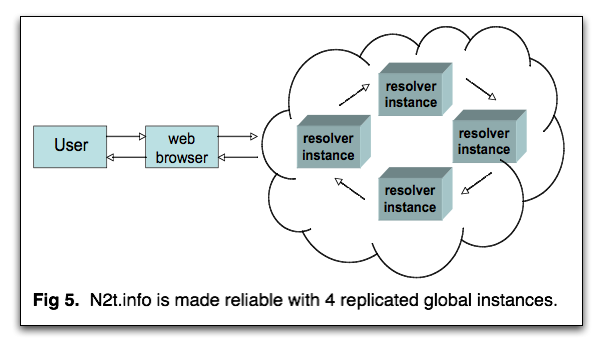 User
web
browser
resolver
instance
resolver
instance
resolver
instance
resolver
instance
Fig 5. N2t.info is made reliable with 4 replicated global instances.